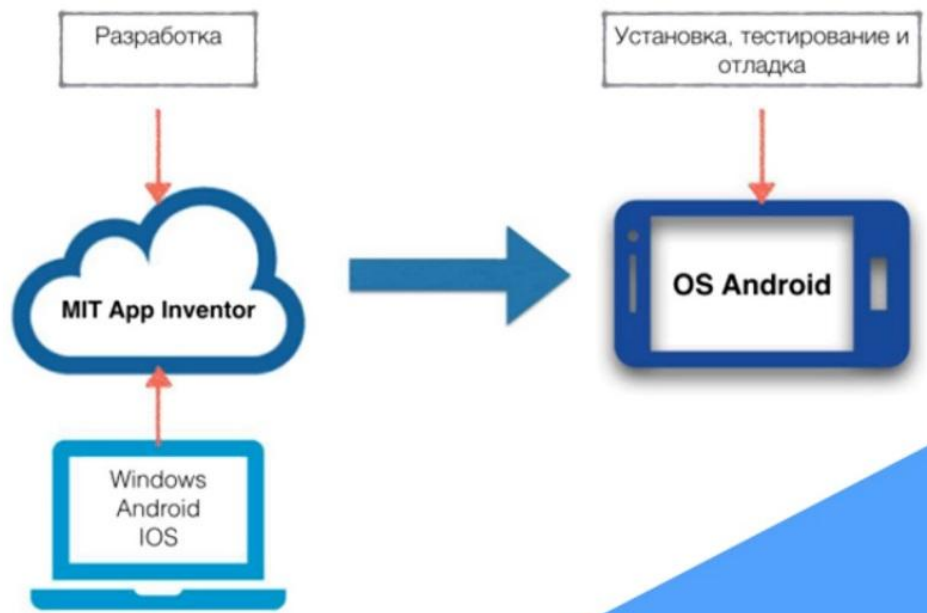 Разработка
Установка, тестирование и
отладка
MIT App Inventor
OS Android
Windows
Android
IOS